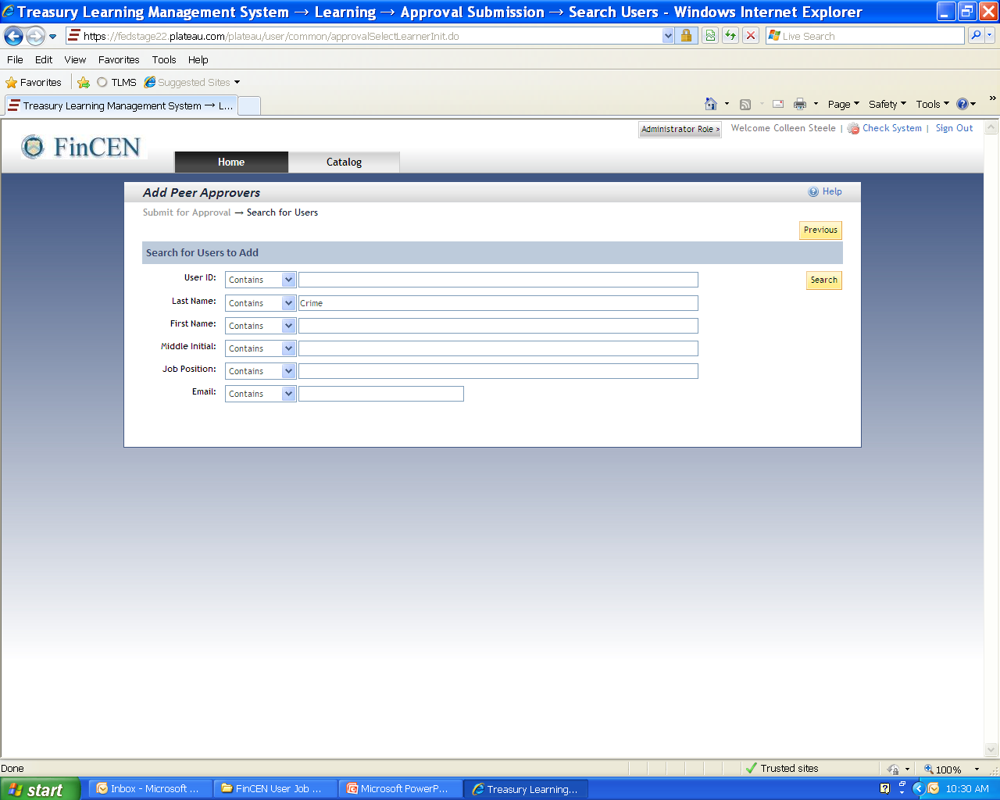 Treasury Learning Management System → Learning → Approval Submission → Search Users - Windows Internet Explorer
https://fedstage22.plateau.com/plateau/user/common/approvalSelectLearnerInit.do
Live Search
File Edit View Favorites Tools Help
Favorites TLMS Suggested Sites
Treasury Learning Management System → L...
Page Safety Tools
Administrator Role > Welcome Colleen Steele | Check System | Sign Out
FinCEN
Home Catalog
Add Peer Approvers
Help
Submit for Approval → Search for Users
Previous
Search for Users to Add
User ID: Contains
Search
Last Name: Contains Crime
First Name: Contains
Middle Initial: Contains
Job Position: Contains
Email: Contains
Done
Trusted sites
100%
start
Inbox - Microsoft ...
FinCEN User Job ...
Microsoft PowerP...
Treasury Learning...
10:30 AM